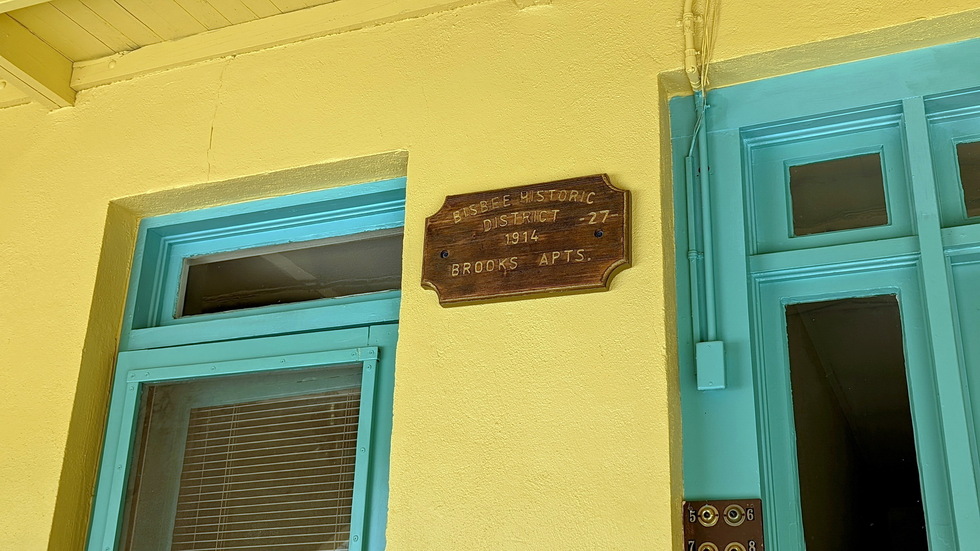 BISBEE HISTORIC
DISTRICT -27-
1914
BROOKS APTS.
5 6
7 8